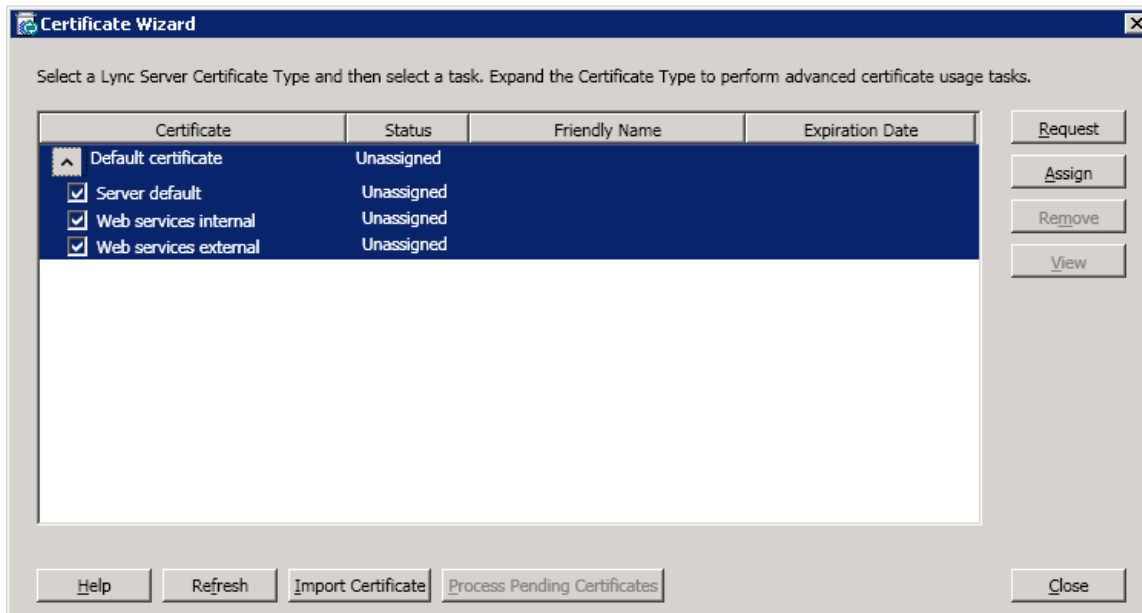 Certificate Wizard
Select a Lync Server Certificate Type and then select a task. Expand the Certificate Type to perform advanced certificate usage tasks.
Certificate Status Friendly Name Expiration Date
Request
Default certificate Unassigned
Assign
Server default Unassigned
Remove
Web services internal Unassigned
Web services external Unassigned
View
Help Refresh Import Certificate Process Pending Certificates Close